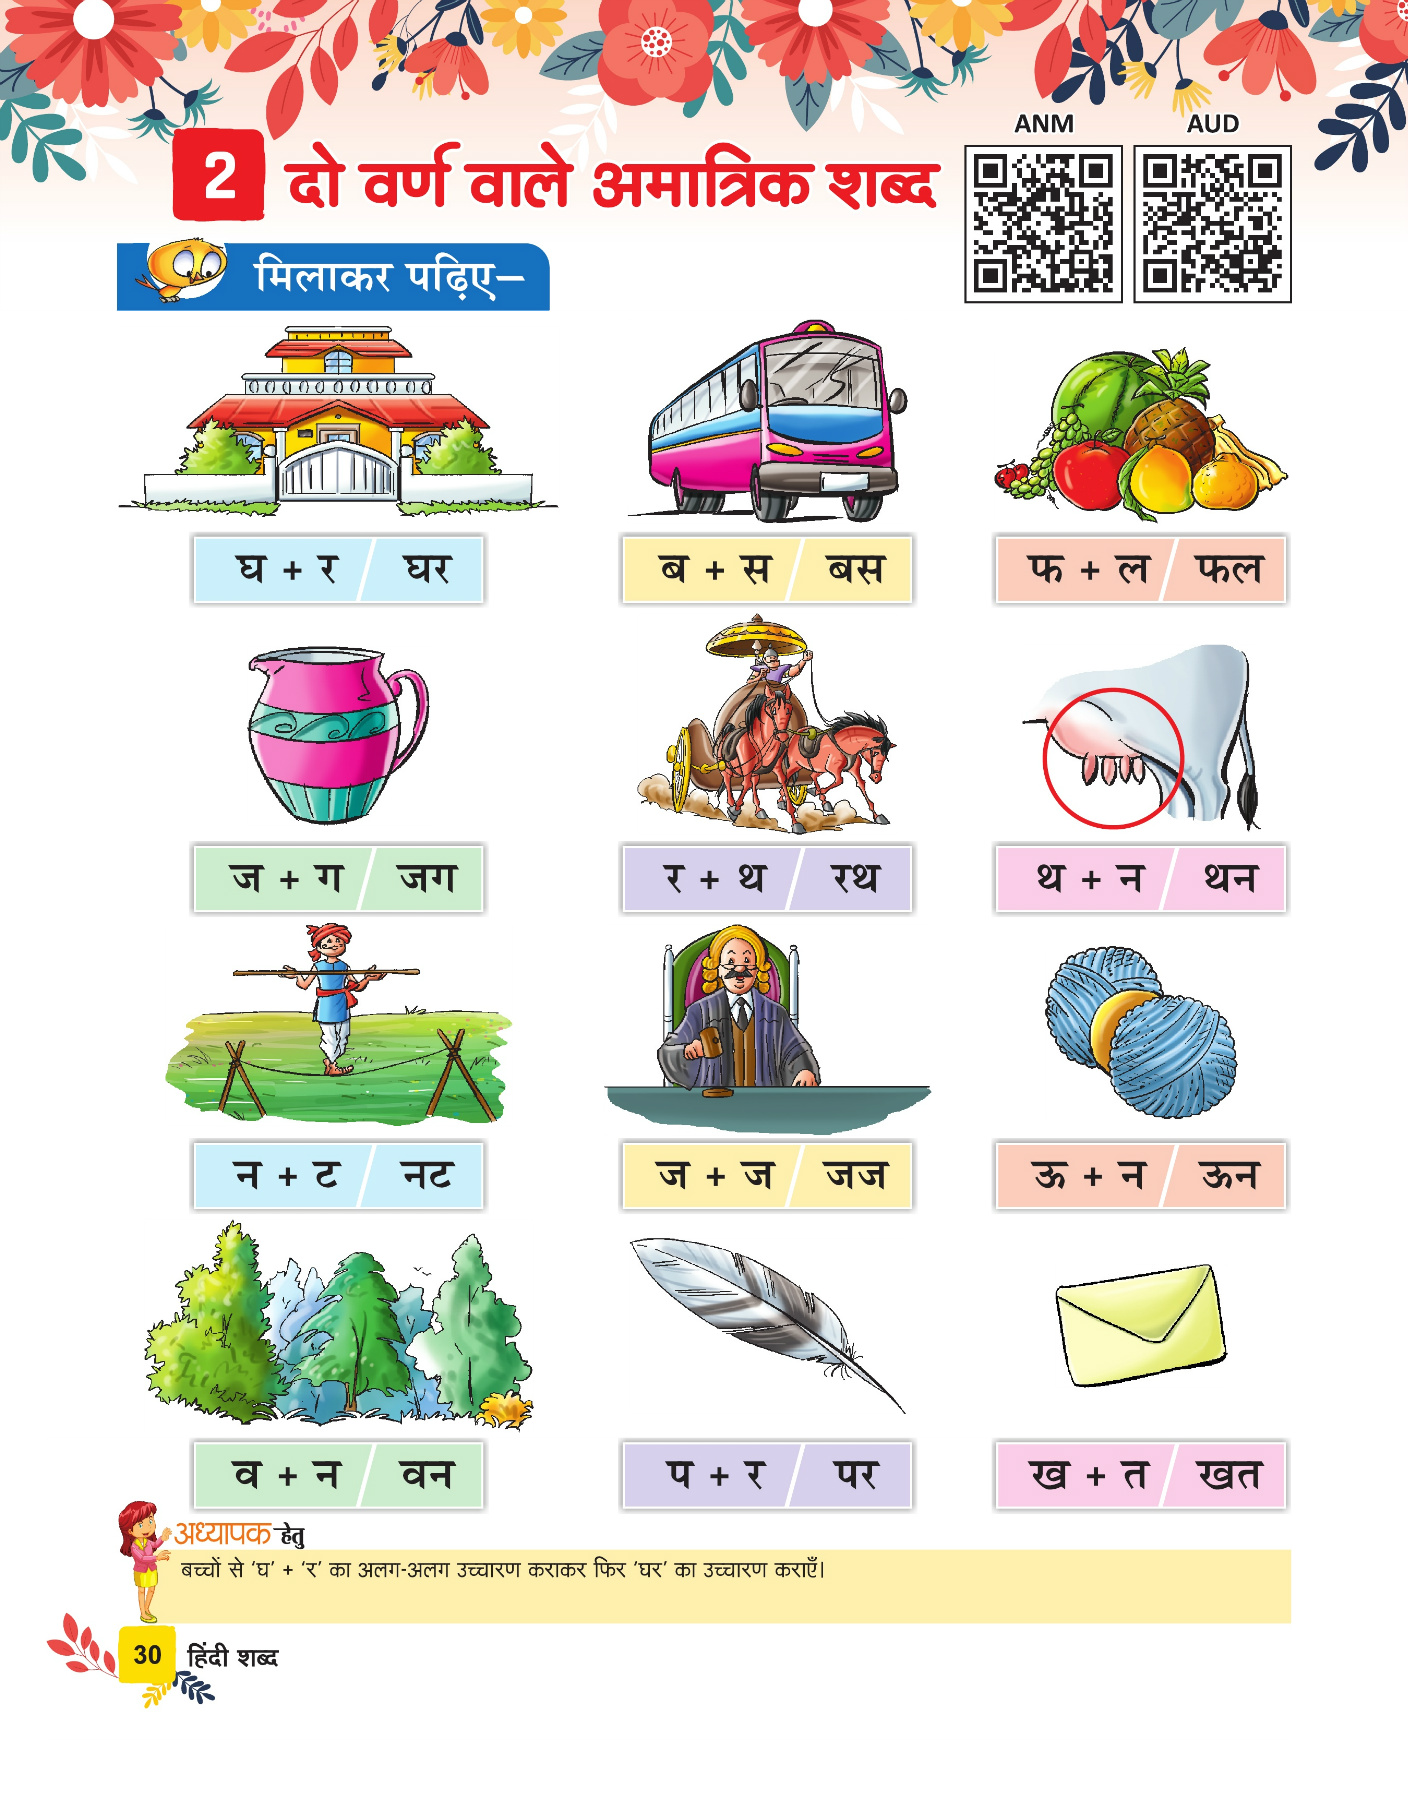 ANM AUD
2 दो वर्ण वाले अमात्रिक शब्द
मिलाकर पढ़िए–
घ + र / घर
ब + स / बस
फ + ल / फल
ज + ग / जग
र + थ / रथ
थ + न / थन
न + ट / नट
ज + ज / जज
ऊ + न / ऊन
व + न / वन
प + र / पर
ख + त / खत
अध्यापक हेतु
बच्चों से ‘घ’ + ‘र’ का अलग-अलग उच्चारण कराकर फिर ‘घर’ का उच्चारण कराएँ।
30 हिंदी शब्द